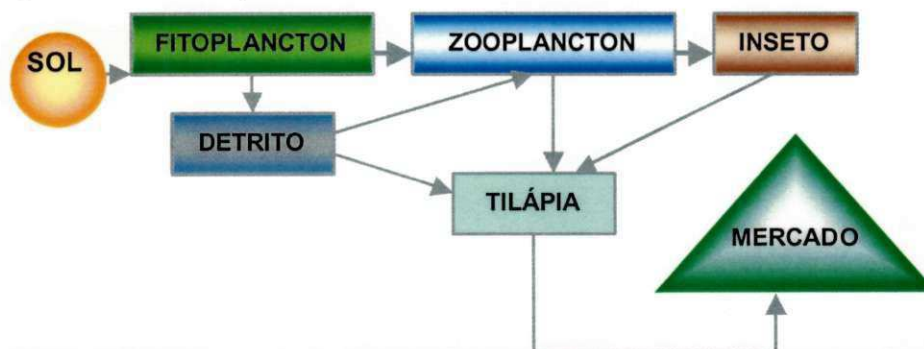 SOL
FITOPLANCTON
ZOOPLANCTON
INSETO
DETRITO
TILÁPIA
MERCADO